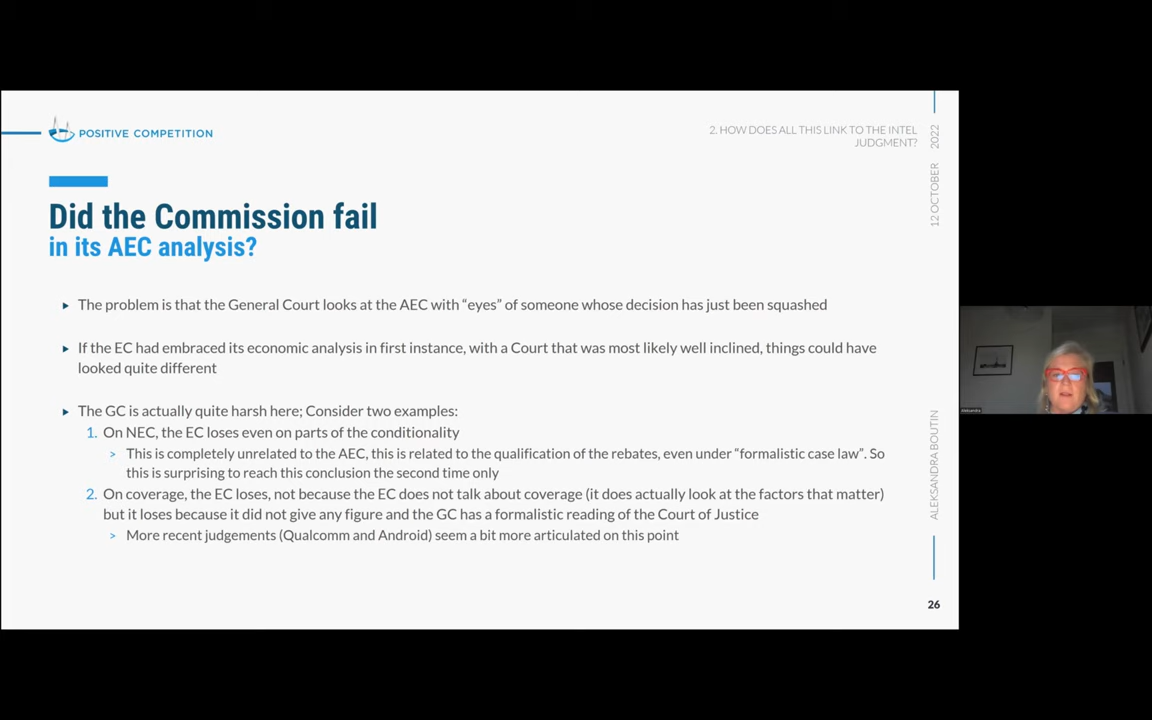 POSITIVE COMPETITION
2. HOW DOES ALL THIS LINK TO THE INTEL
JUDGMENT?
12 OCTOBER 2022
Did the Commission fail
in its AEC analysis?
The problem is that the General Court looks at the AEC with “eyes” of someone whose decision has just been squashed
If the EC had embraced its economic analysis in first instance, with a Court that was most likely well inclined, things could have
looked quite different
The GC is actually quite harsh here; Consider two examples:
1. On NEC, the EC loses even on parts of the conditionality
> This is completely unrelated to the AEC, this is related to the qualification of the rebates, even under “formalistic case law”. So
this is surprising to reach this conclusion the second time only
2. On coverage, the EC loses, not because the EC does not talk about coverage (it does actually look at the factors that matter)
but it loses because it did not give any figure and the GC has a formalistic reading of the Court of Justice
> More recent judgements (Qualcomm and Android) seem a bit more articulated on this point
ALEKSANDRA BOUTIN
26
Aleksandra